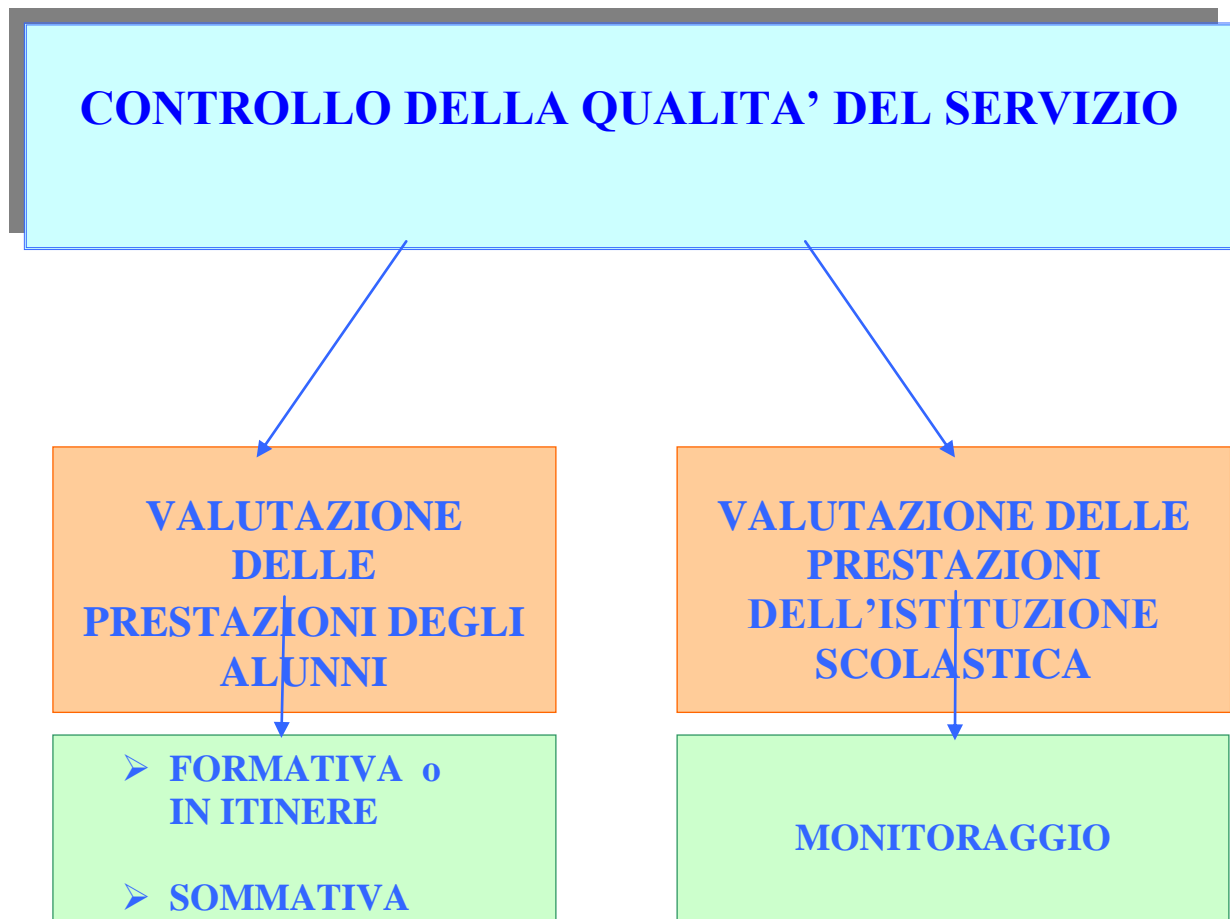 CONTROLLO DELLA QUALITA’ DEL SERVIZIO
VALUTAZIONE
DELLE
PRESTAZIONI DEGLI
ALUNNI
VALUTAZIONE DELLE
PRESTAZIONI
DELL’ISTITUZIONE
SCOLASTICA
➢ FORMATIVA o
IN ITINERE
➢ SOMMATIVA
MONITORAGGIO